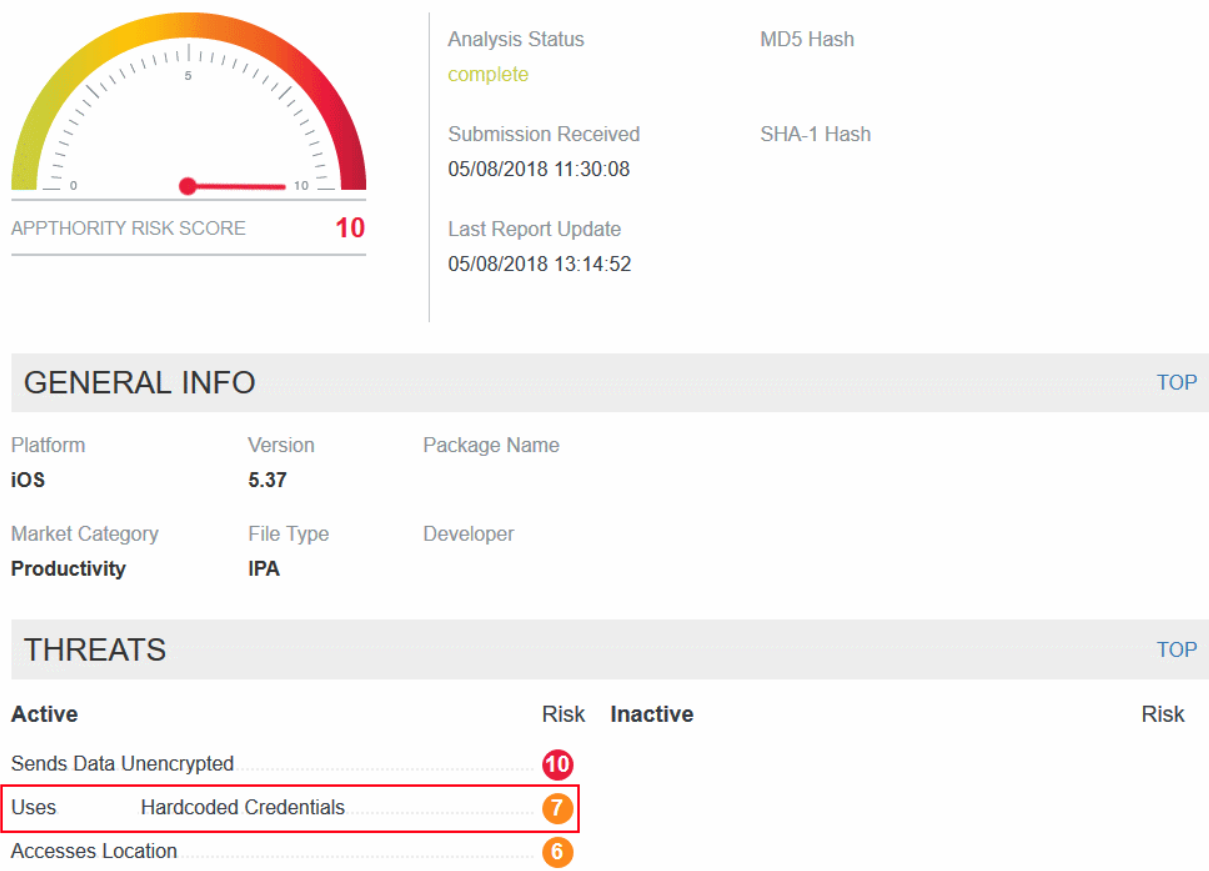 5
0
10
APPTHORITY RISK SCORE 10
Analysis Status
complete
MD5 Hash
Submission Received
05/08/2018 11:30:08
SHA-1 Hash
Last Report Update
05/08/2018 13:14:52
GENERAL INFO TOP
Platform Version Package Name
iOS 5.37
Market Category File Type Developer
Productivity IPA
THREATS TOP
Active Risk Inactive Risk
Sends Data Unencrypted 10
Uses Hardcoded Credentials 7
Accesses Location 6